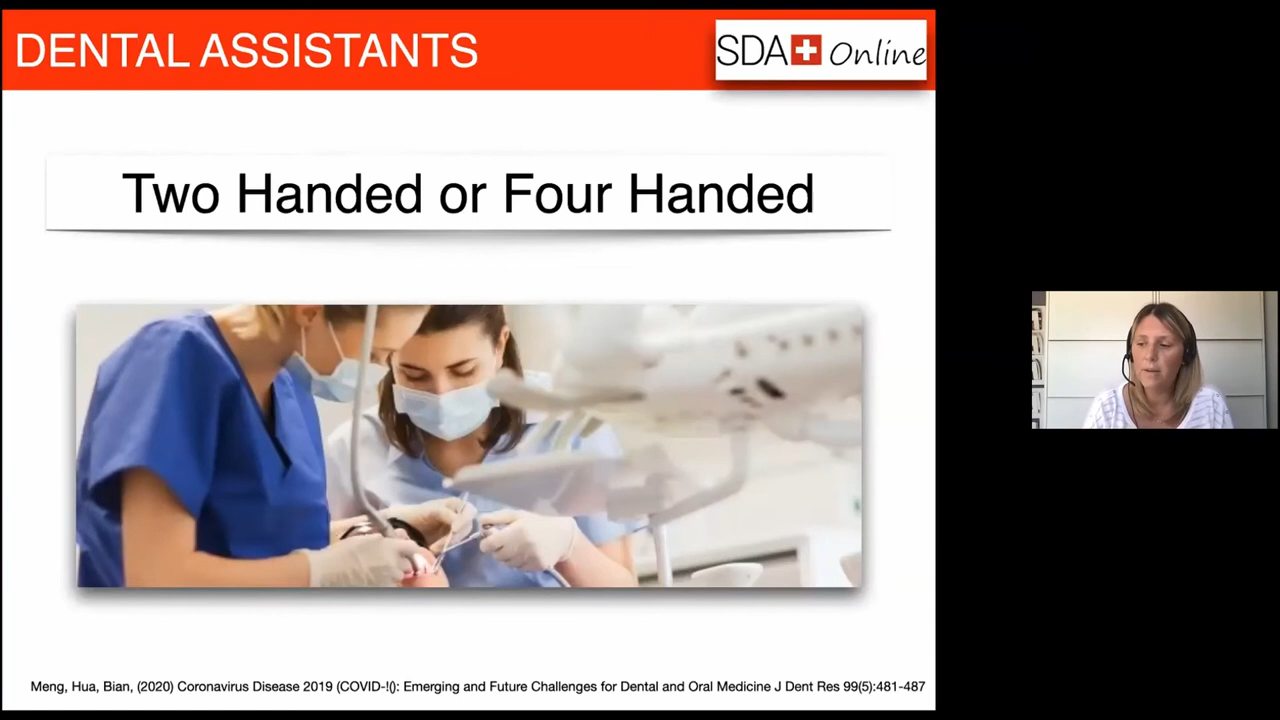 DENTAL ASSISTANTS
SDA Online
Two Handed or Four Handed
Meng, Hua, Bian, (2020) Coronavirus Disease 2019 (COVID-!(): Emerging and Future Challenges for Dental and Oral Medicine J Dent Res 99(5):481-487